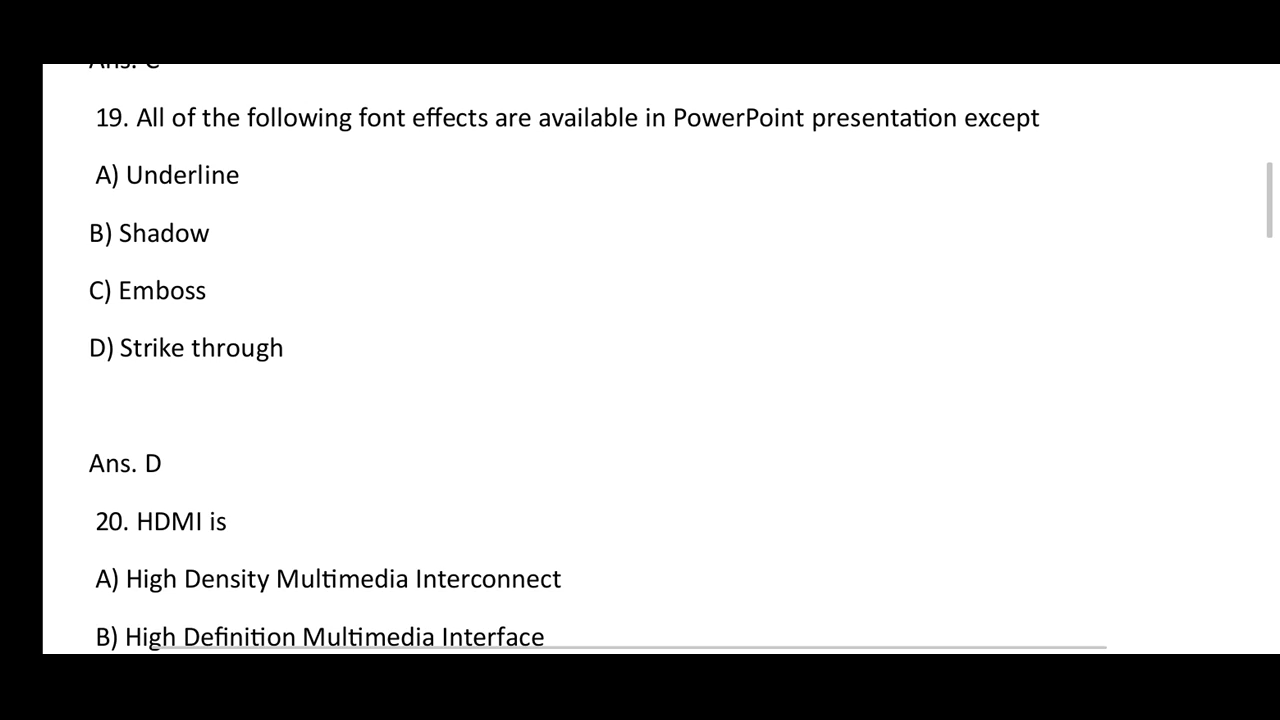 Ans. C
19. All of the following font effects are available in PowerPoint presentation except
A) Underline
B) Shadow
C) Emboss
D) Strike through
Ans. D
20. HDMI is
A) High Density Multimedia Interconnect
B) High Definition Multimedia Interface